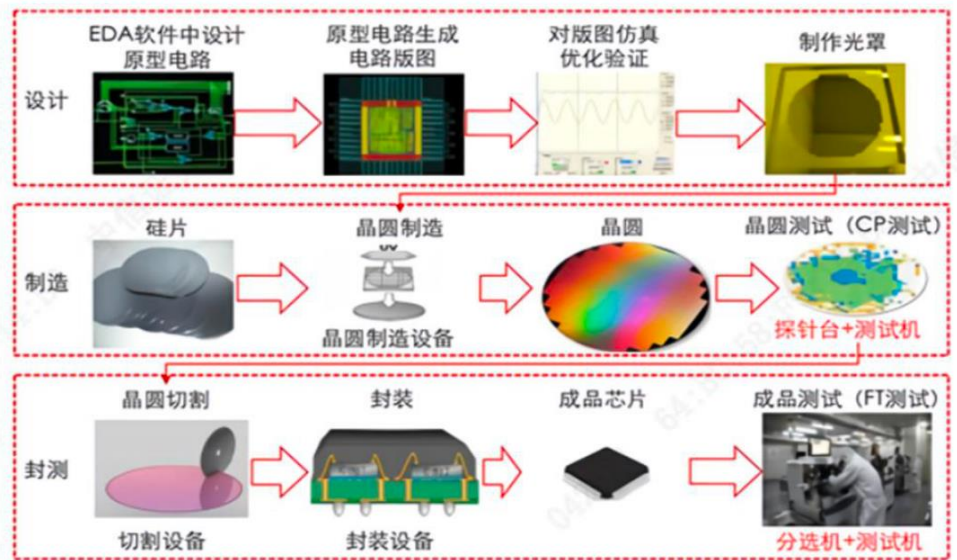 EDA软件中设计
原型电路
原型电路生成
电路版图
对版图仿真
优化验证
制作光罩
设计
硅片
晶圆制造
晶圆
晶圆测试（CP测试）
制造
UV
晶圆制造设备
探针台+测试机
晶圆切割
封装
成品芯片
成品测试（FT测试）
封测
切割设备
封装设备
分选机+测试机